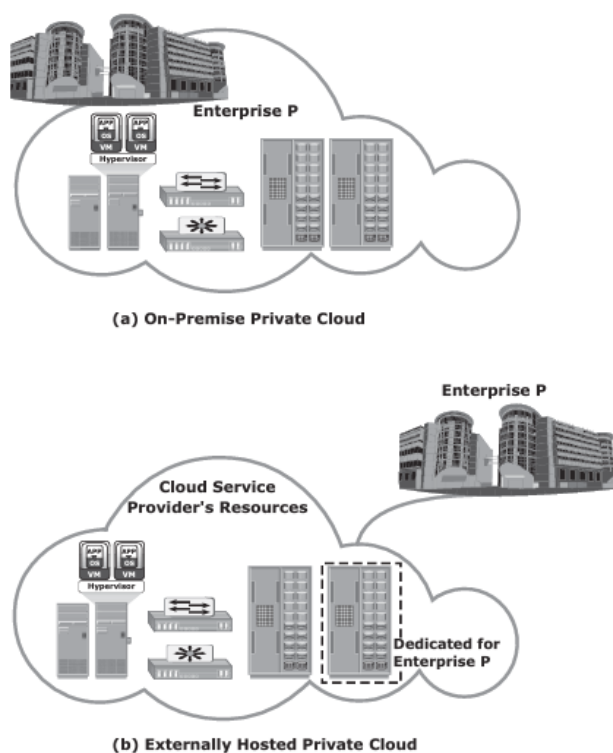 Enterprise P
APP APP
OS OS
VM VM
Hypervisor
(a) On-Premise Private Cloud
Enterprise P
Cloud Service
Provider's Resources
APP APP
OS OS
VM VM
Hypervisor
Dedicated for
Enterprise P
(b) Externally Hosted Private Cloud